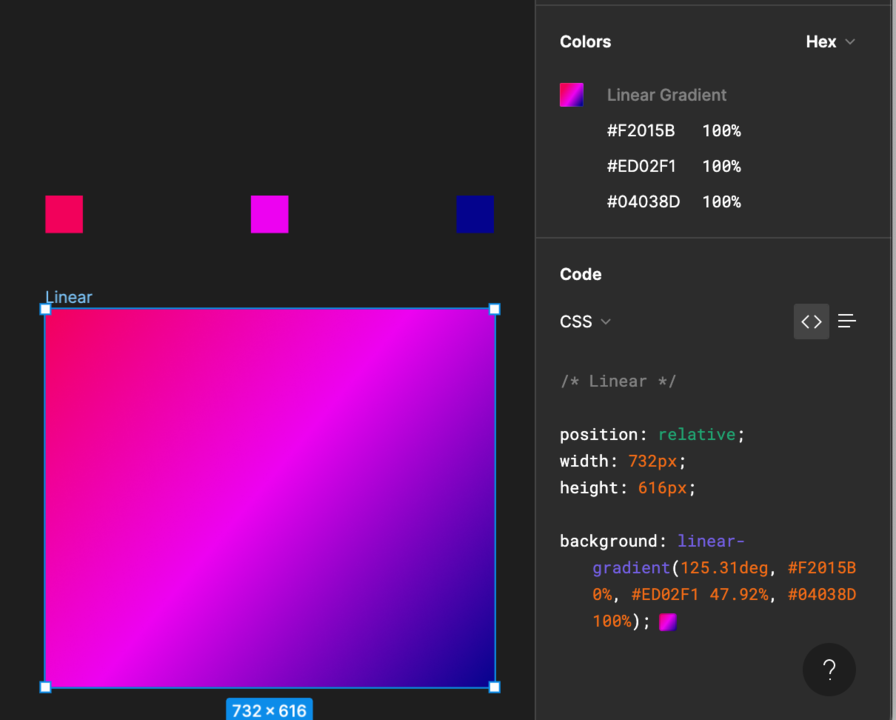 Colors
Hex
Linear Gradient
#F2015B 100%
#ED02F1 100%
#04038D 100%
Linear
Code
CSS
/* Linear */
position: relative;
width: 732px;
height: 616px;
background: linear-
gradient(125.31deg, #F2015B
0%, #ED02F1 47.92%, #04038D
100%);
?
732 × 616